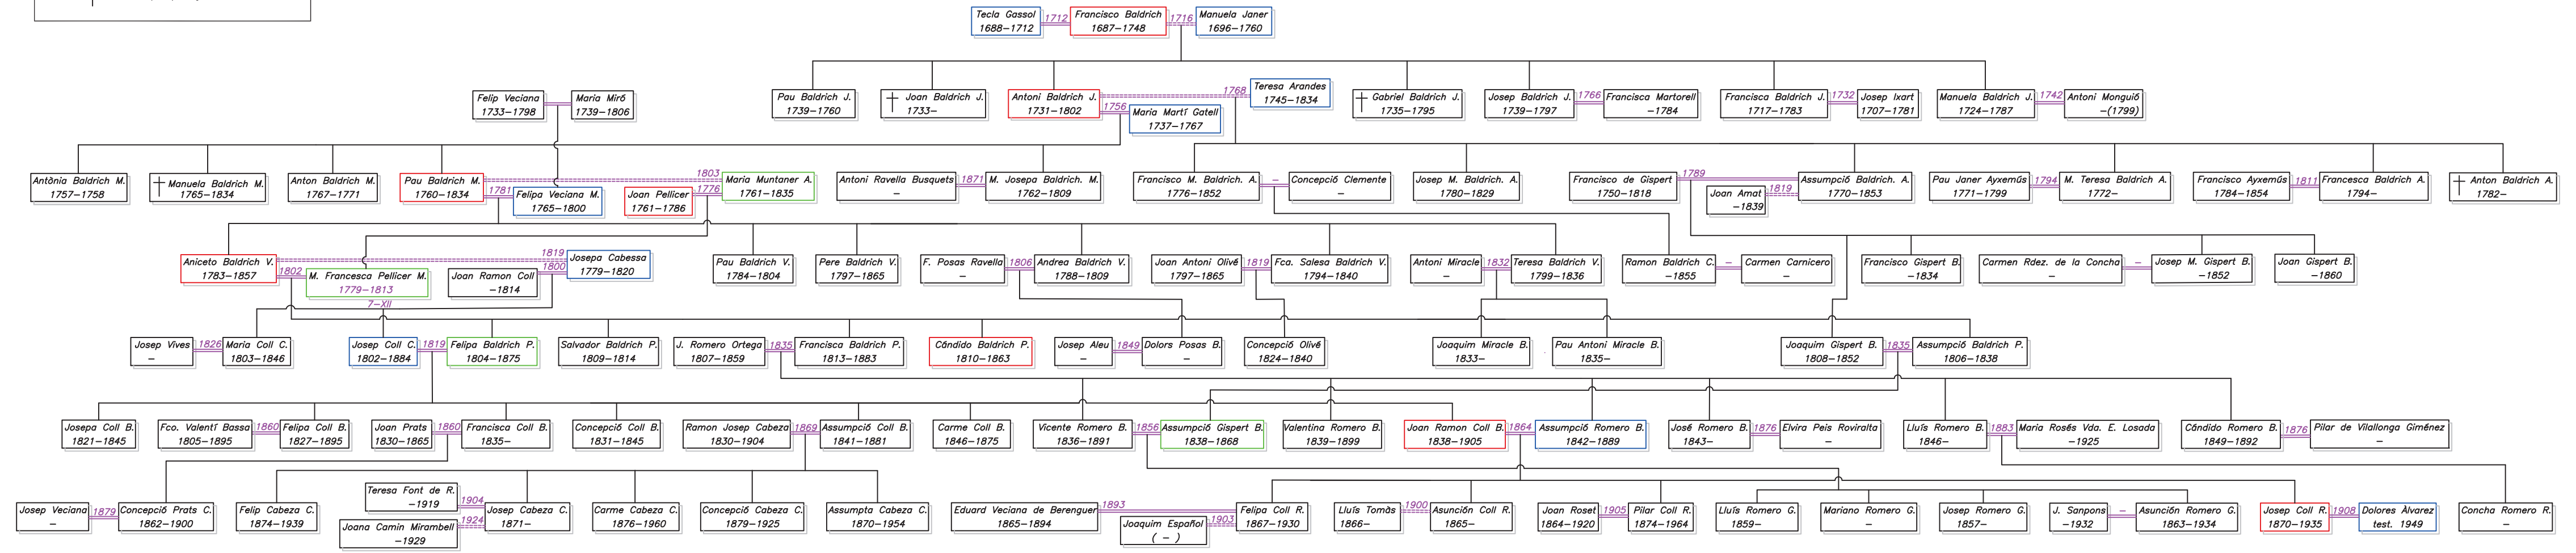 Tecla Gassol 1712 Francisco Baldrich 1716 Manuela Janer
1688-1712 1687-1748 1696-1760
Felip Veciana Maria Miró Pau Baldrich J. Joan Baldrich J. Antoni Baldrich J. 1768 Teresa Arandes Gabriel Baldrich J. Josep Baldrich J. 1766 Francisca Martorell Francisca Baldrich J. 1732 Josep Ixart Manuela Baldrich J. 1742 Antoni Monguió
1733-1798 1739-1806 1739-1760 1733- 1731-1802 1745-1834 1735-1795 1739-1797 -1784 1717-1783 1707-1781 1724-1787 -(1799)
1756 Maria Martí Gatell
1737-1767
Antònia Baldrich M. Manuela Baldrich M. Anton Baldrich M. Pau Baldrich M. 1803 Maria Muntaner A. Antoni Ravella Busquets 1871 M. Josepa Baldrich. M. Francisco M. Baldrich. A. - Concepció Clemente Josep M. Baldrich. A. Francisco de Gispert 1789 Assumpció Baldrich. A. Pau Janer Ayxemús 1794 M. Teresa Baldrich A. Francisco Ayxemús 1811 Francesca Baldrich A. Anton Baldrich A.
1757-1758 1765-1834 1767-1771 1760-1834 1761-1835 - 1762-1809 1776-1852 - 1780-1829 1750-1818 1770-1853 1771-1799 1772- 1784-1854 1794- 1782-
1781 Felipa Veciana M. Joan Pellicer 1776 Joan Amat 1819
1765-1800 1761-1786 -1839
Aniceto Baldrich V. 1819 Josepa Cabessa Pau Baldrich V. Pere Baldrich V. F. Posas Ravella 1806 Andrea Baldrich V. Joan Antoni Olivé 1819 Fca. Salesa Baldrich V. Antoni Miracle 1832 Teresa Baldrich V. Ramon Baldrich C. - Carmen Carnicero Francisco Gispert B. Carmen Rdez. de la Concha - Josep M. Gispert B. Joan Gispert B.
1783-1857 1779-1820 1784-1804 1797-1865 - 1788-1809 1797-1865 1794-1840 - 1799-1836 -1855 - -1834 - -1852 -1860
1802 M. Francesca Pellicer M. Joan Ramon Coll 1800
1779-1813 -1814
7-XII
Josep Vives 1826 Maria Coll C. Josep Coll C. 1819 Felipa Baldrich P. Salvador Baldrich P. J. Romero Ortega 1835 Francisca Baldrich P. Cándido Baldrich P. Josep Aleu 1849 Dolors Posas B. Concepció Olivé Joaquim Miracle B. Pau Antoni Miracle B. Joaquim Gispert B. 1835 Assumpció Baldrich P.
- 1803-1846 1802-1884 1804-1875 1809-1814 1807-1859 1813-1883 1810-1863 - - 1824-1840 1833- 1835- 1808-1852 1806-1838
Josepa Coll B. Fco. Valentí Bassa 1860 Felipa Coll B. Joan Prats 1860 Francisca Coll B. Concepció Coll B. Ramon Josep Cabeza 1869 Assumpció Coll B. Carme Coll B. Vicente Romero B. 1856 Assumpció Gispert B. Valentina Romero B. Joan Ramon Coll B. 1864 Assumpció Romero B. José Romero B. 1876 Elvira Peis Roviralta Lluís Romero B. 1883 Maria Rosés Vda. E. Losada Cándido Romero B. 1876 Pilar de Vilallonga Giménez
1821-1845 1805-1895 1827-1895 1830-1865 1835- 1831-1845 1830-1904 1841-1881 1846-1875 1836-1891 1838-1868 1839-1899 1838-1905 1842-1889 1843- - 1846- -1925 1849-1892 -
Teresa Font de R. 1904
-1919
Josep Veciana 1879 Concepció Prats C. Felip Cabeza C. Josep Cabeza C. Carme Cabeza C. Concepció Cabeza C. Assumpta Cabeza C. Eduard Veciana de Berenguer 1893 Felipa Coll R. Lluís Tomàs 1900 Asunción Coll R. Joan Roset 1905 Pilar Coll R. Lluís Romero G. Mariano Romero G. Josep Romero G. J. Sanpons - Asunción Romero G. Josep Coll R. 1908 Dolores Àlvarez Concha Romero R.
- 1862-1900 1874-1939 1871- 1876-1960 1879-1925 1870-1954 1865-1894 1867-1930 1866- 1865- 1864-1920 1874-1964 1859- - 1857- -1932 1863-1934 1870-1935 test. 1949 -
Joana Camin Mirambell 1924 Joaquim Español 1903
-1929 ( - )